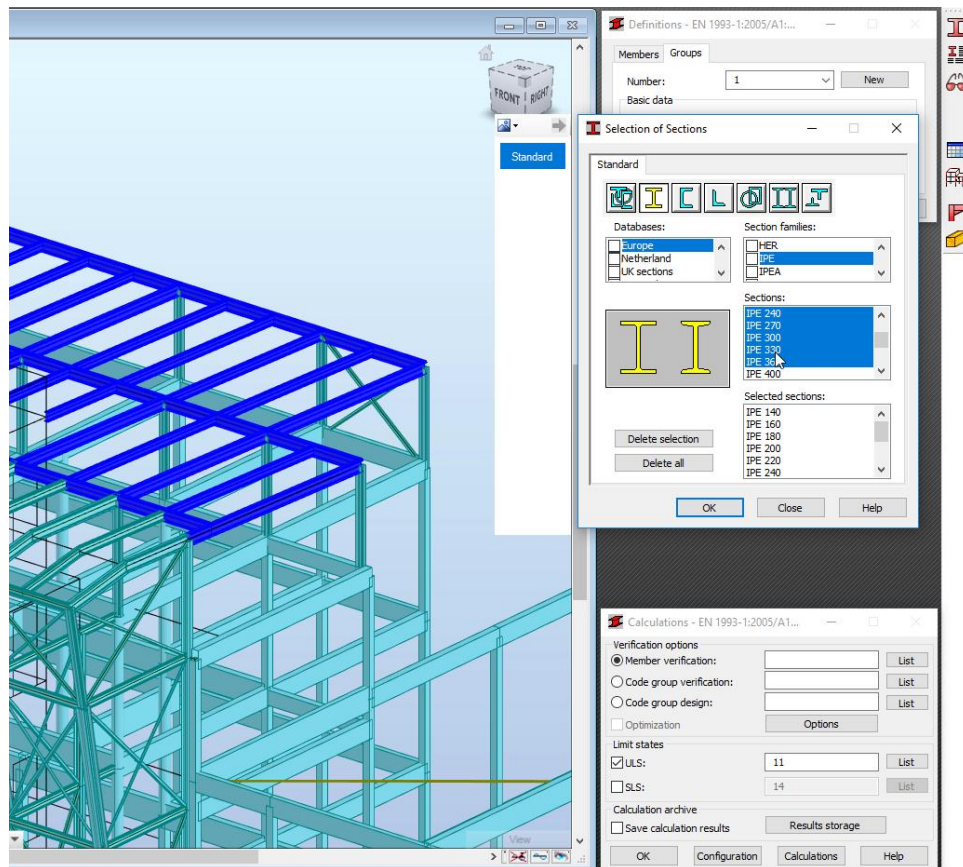 Definitions - EN 1993-1:2005/A1:...
Members Groups
Number: 1 New
Basic data
TOP
FRONT RIGHT
Standard
Selection of Sections
Standard
Databases: Section families:
Europe
Netherland
UK sections
HER
IPE
IPEA
Sections:
IPE 240
IPE 270
IPE 300
IPE 330
IPE 360
IPE 400
Selected sections:
IPE 140
IPE 160
IPE 180
IPE 200
IPE 220
IPE 240
Delete selection
Delete all
OK Close Help
Calculations - EN 1993-1:2005/A1...
Verification options
Member verification: List
Code group verification: List
Code group design: List
Optimization Options
Limit states
ULS: 11 List
SLS: 14 List
Calculation archive
Save calculation results Results storage
OK Configuration Calculations Help
View